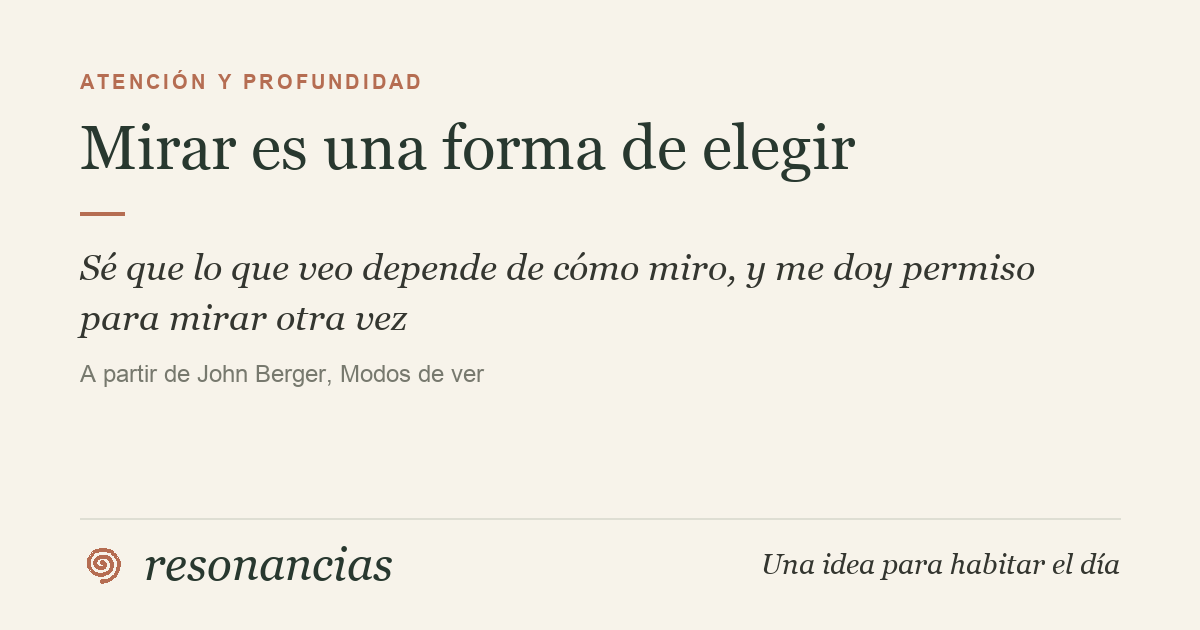 ATENCIÓN Y PROFUNDIDAD
Mirar es una forma de elegir
Sé que lo que veo depende de cómo miro, y me doy permiso
para mirar otra vez
A partir de John Berger, Modos de ver
resonancias
Una idea para habitar el día